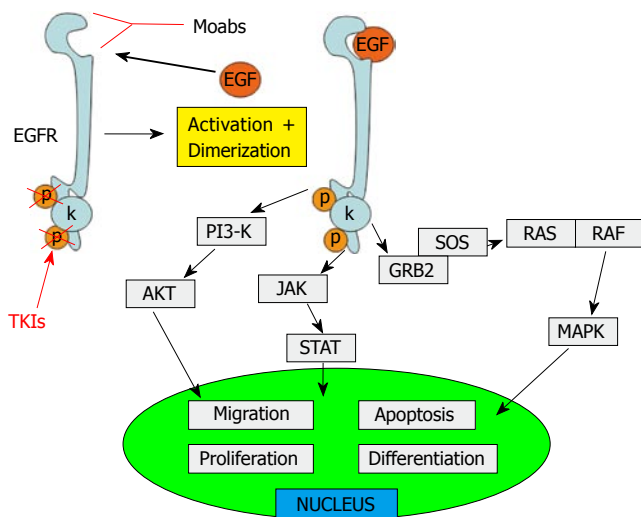 Moabs
EGF
EGF
EGFR
Activation +
Dimerization
p
k
p
p
k
p
PI3-K
SOS
RAS
RAF
GRB2
AKT
JAK
TKIs
STAT
MAPK
Migration
Apoptosis
Proliferation
Differentiation
NUCLEUS